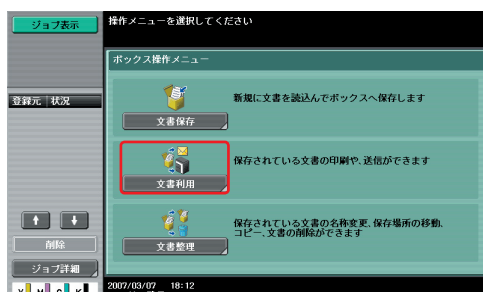 ジョブ表示
操作メニューを選択してください
ボックス操作メニュー
登録元 状況
新規に文書を読込んでボックスへ保存します
文書保存
保存されている文書の印刷や、送信ができます
文書利用
保存されている文書の名称変更、保存場所の移動、
コピー、文書の削除ができます
文書整理
削除
ジョブ詳細
2007/03/07 18:12
Y M C K